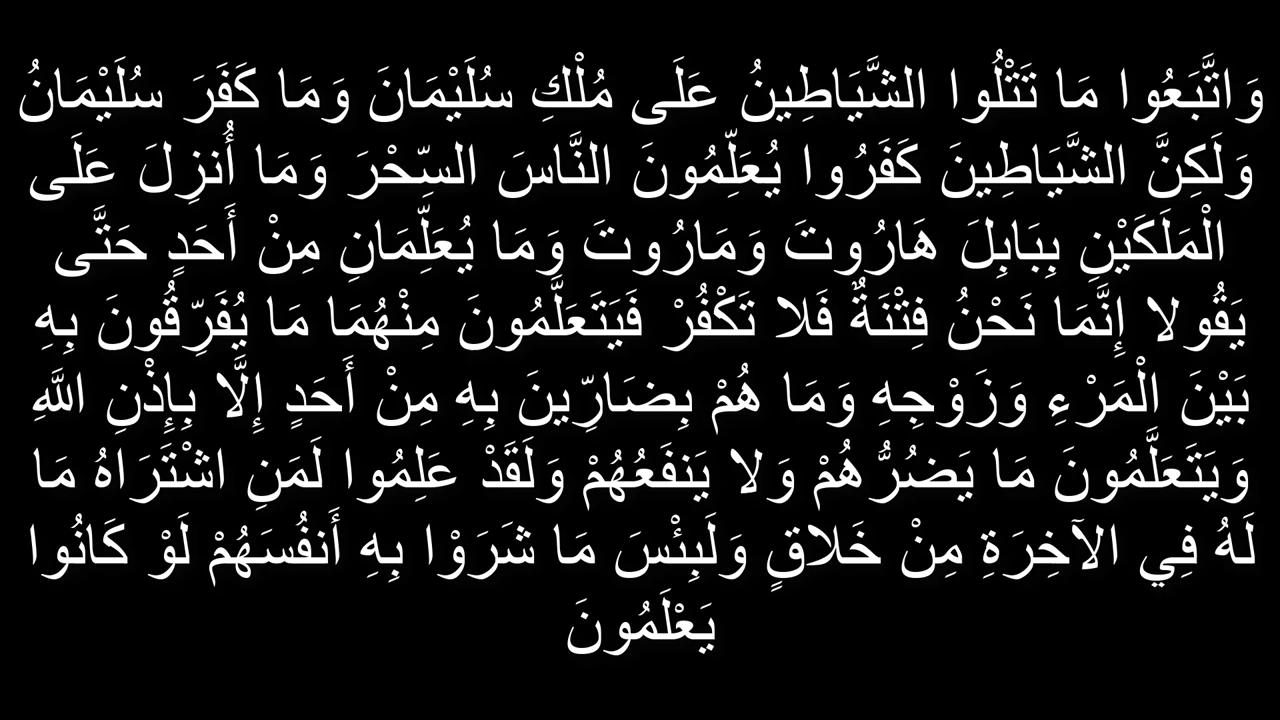 وَاتَّبَعُوا مَا تَتْلُوا الشَّيَاطِينُ عَلَى مُلْكِ سُلَيْمَانَ وَمَا كَفَرَ سُلَيْمَانُ
وَلَكِنَّ الشَّيَاطِينَ كَفَرُوا يُعَلِّمُونَ النَّاسَ السِّحْرَ وَمَا أُنزِلَ عَلَى
الْمَلَكَيْنِ بِبَابِلَ هَارُوتَ وَمَارُوتَ وَمَا يُعَلِّمَانِ مِنْ أَحَدٍ حَتَّى
يَقُولا إِنَّمَا نَحْنُ فِتْنَةٌ فَلا تَكْفُرْ فَيَتَعَلَّمُونَ مِنْهُمَا مَا يُفَرِّقُونَ بِهِ
بَيْنَ الْمَرْءِ وَزَوْجِهِ وَمَا هُمْ بِضَارِّينَ بِهِ مِنْ أَحَدٍ إِلَّا بِإِذْنِ اللَّهِ
وَيَتَعَلَّمُونَ مَا يَضُرُّهُمْ وَلا يَنفَعُهُمْ وَلَقَدْ عَلِمُوا لَمَنِ اشْتَرَاهُ مَا
لَهُ فِي الآخِرَةِ مِنْ خَلاقٍ وَلَبِئْسَ مَا شَرَوْا بِهِ أَنفُسَهُمْ لَوْ كَانُوا
يَعْلَمُونَ